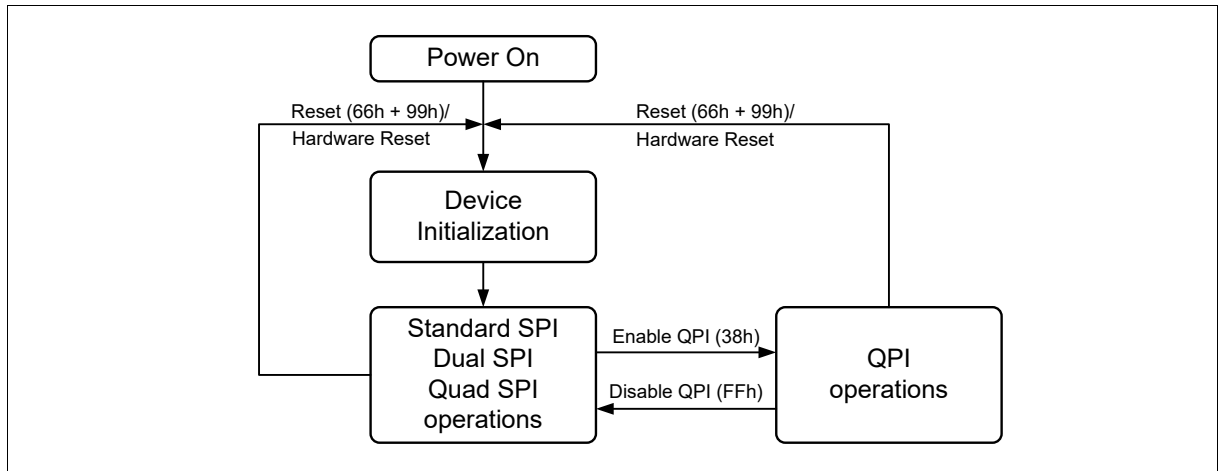 Power On
Reset (66h + 99h)/
Hardware Reset
Reset (66h + 99h)/
Hardware Reset
Device
Initialization
Standard SPI
Dual SPI
Quad SPI
operations
Enable QPI (38h)
Disable QPI (FFh)
QPI
operations